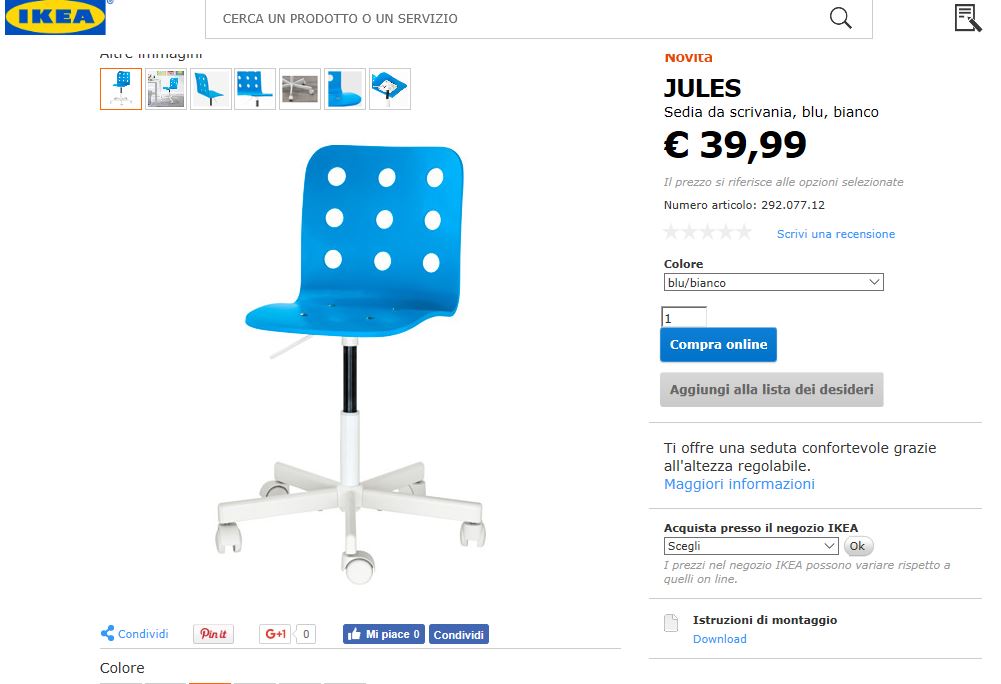 IKEA
®
CERCA UN PRODOTTO O UN SERVIZIO
Altre immagini
Novità
JULES
Sedia da scrivania, blu, bianco
€ 39,99
Il prezzo si riferisce alle opzioni selezionate
Numero articolo: 292.077.12
Scrivi una recensione
Colore
blu/bianco
1
Compra online
Aggiungi alla lista dei desideri
Ti offre una seduta confortevole grazie
all'altezza regolabile.
Maggiori informazioni
Acquista presso il negozio IKEA
Scegli
Ok
I prezzi nel negozio IKEA possono variare rispetto a
quelli on line.
Istruzioni di montaggio
Download
Condividi
Pin it
G+1
0
Mi piace 0
Condividi
Colore